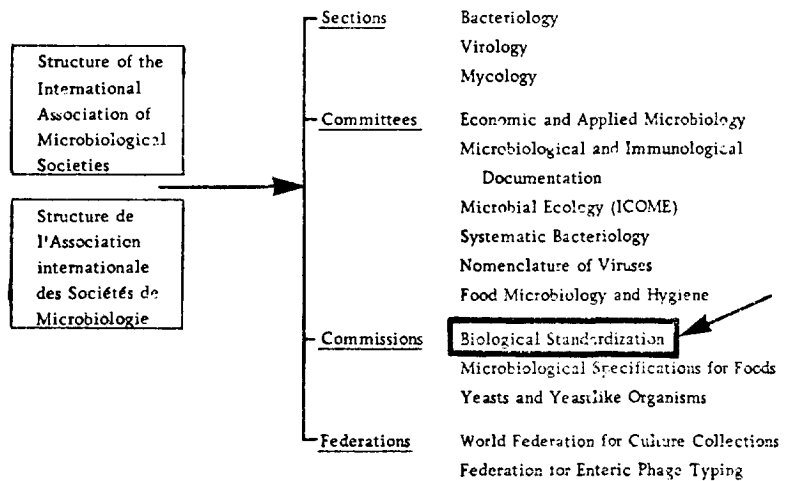 Structure of the
International
Association of
Microbiological
Societies
Structure de
l'Association
internationale
des Sociétés de
Microbiologie
Sections
Bacteriology
Virology
Mycology
Committees
Economic and Applied Microbiology
Microbiological and Immunological
Documentation
Microbial Ecology (ICOME)
Systematic Bacteriology
Nomenclature of Viruses
Food Microbiology and Hygiene
Commissions
Biological Standardization
Microbiological Specifications for Foods
Yeasts and Yeastlike Organisms
Federations
World Federation for Culture Collections
Federation for Enteric Phage Typing